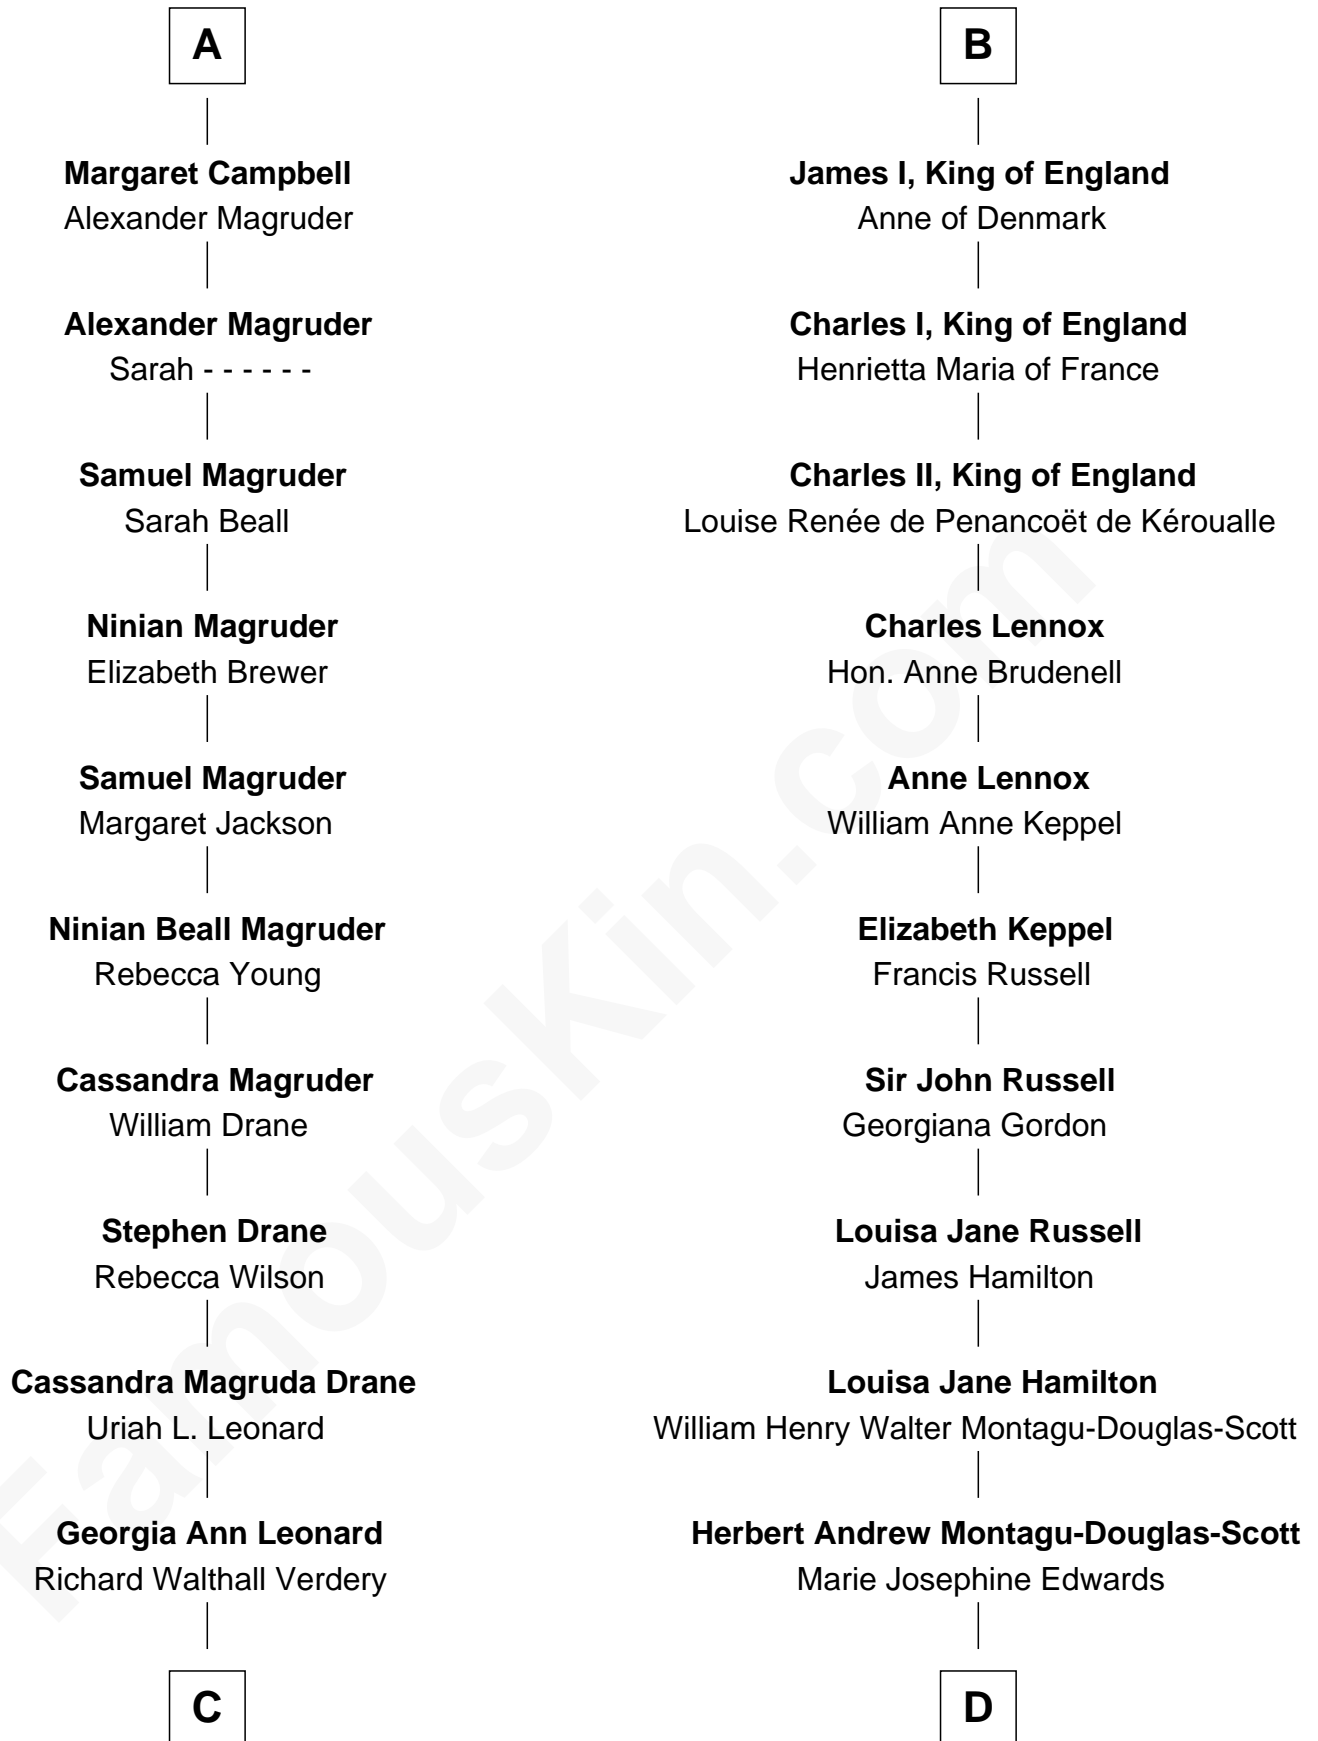 A
Margaret Campbell
Alexander Magruder
Alexander Magruder
Sarah - - - - - -
Samuel Magruder
Sarah Beall
Ninian Magruder
Elizabeth Brewer
Samuel Magruder
Margaret Jackson
Ninian Beall Magruder
Rebecca Young
Cassandra Magruder
William Drane
Stephen Drane
Rebecca Wilson
Cassandra Magruda Drane
Uriah L. Leonard
Georgia Ann Leonard
Richard Walthall Verdery
C
B
James I, King of England
Anne of Denmark
Charles I, King of England
Henrietta Maria of France
Charles II, King of England
Louise Renée de Penancoët de Kéroualle
Charles Lennox
Hon. Anne Brudenell
Anne Lennox
William Anne Keppel
Elizabeth Keppel
Francis Russell
Sir John Russell
Georgiana Gordon
Louisa Jane Russell
James Hamilton
Louisa Jane Hamilton
William Henry Walter Montagu-Douglas-Scott
Herbert Andrew Montagu-Douglas-Scott
Marie Josephine Edwards
D
FamousKin.com